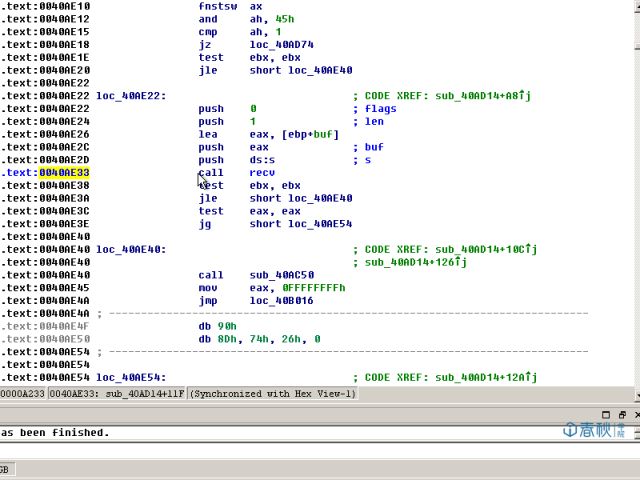 .text:0040AE10 fnstsw ax
.text:0040AE12 and ah, 45h
.text:0040AE15 cmp ah, 1
.text:0040AE18 jz loc_40AD74
.text:0040AE1E test ebx, ebx
.text:0040AE20 jle short loc_40AE40
.text:0040AE22
.text:0040AE22 loc_40AE22: ; CODE XREF: sub_40AD14+A8↑j
.text:0040AE22 push 0 ; flags
.text:0040AE24 push 1 ; len
.text:0040AE26 lea eax, [ebp+buf]
.text:0040AE2C push eax ; buf
.text:0040AE2D push ds:s ; s
.text:0040AE33 call recv
.text:0040AE38 test ebx, ebx
.text:0040AE3A jle short loc_40AE40
.text:0040AE3C test eax, eax
.text:0040AE3E jg short loc_40AE54
.text:0040AE40
.text:0040AE40 loc_40AE40: ; CODE XREF: sub_40AD14+10C↑j
.text:0040AE40 ; sub_40AD14+126↑j
.text:0040AE40 call sub_40AC50
.text:0040AE45 mov eax, 0FFFFFFFFh
.text:0040AE4A jmp loc_40B016
.text:0040AE4A ; ---------------------------------------------------------------------------
.text:0040AE4F db 90h
.text:0040AE50 db 8Dh, 74h, 26h, 0
.text:0040AE54 ; ---------------------------------------------------------------------------
.text:0040AE54
.text:0040AE54 loc_40AE54: ; CODE XREF: sub_40AD14+12A↑j
0000A233 0040AE33: sub_40AD14+11F (Synchronized with Hex View-1)
as been finished.
春秋学院
GB